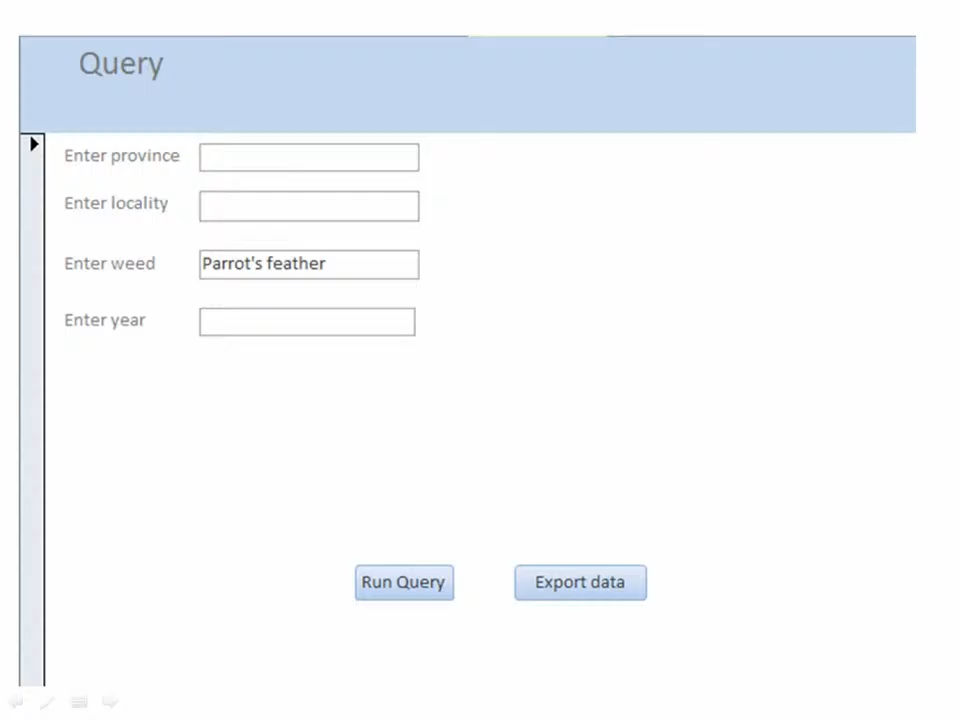 Query
Enter province
Enter locality
Enter weed Parrot's feather
Enter year
Run Query Export data